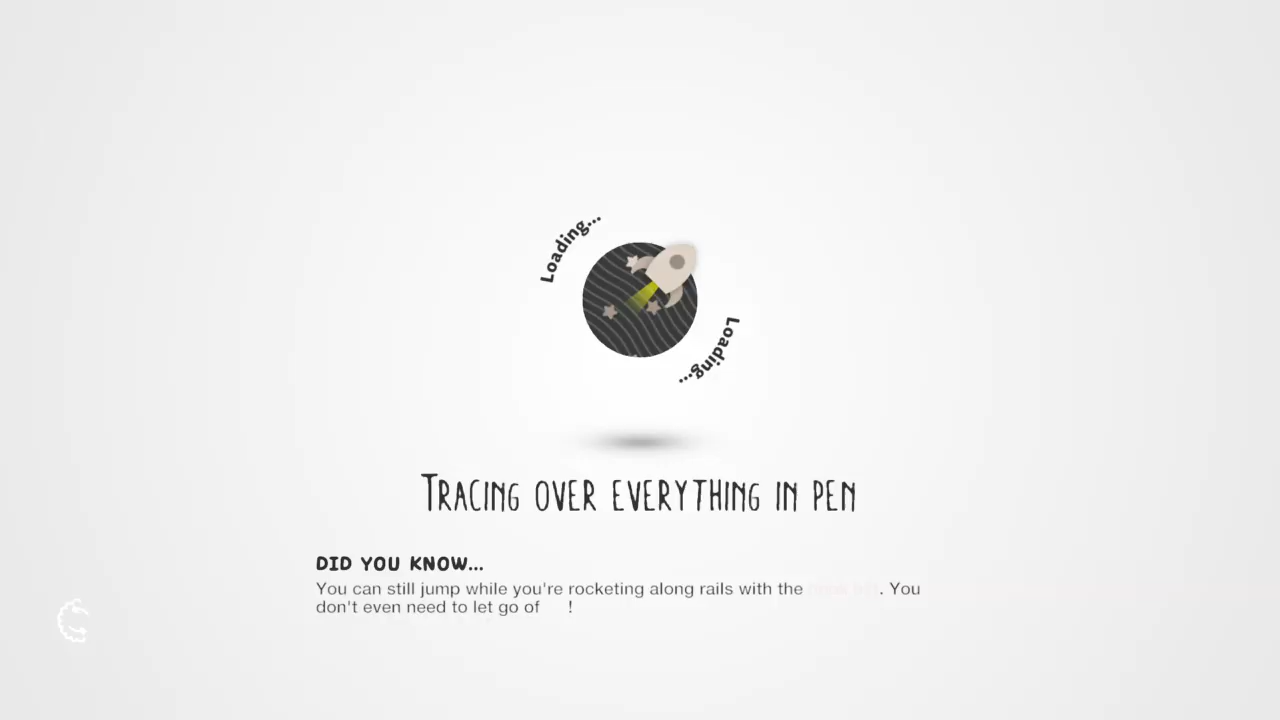 Loading...
Loading...
TRACING OVER EVERYTHING IN PEN
DID YOU KNOW...
You can still jump while you're rocketing along rails with the . You
don't even need to let go of !